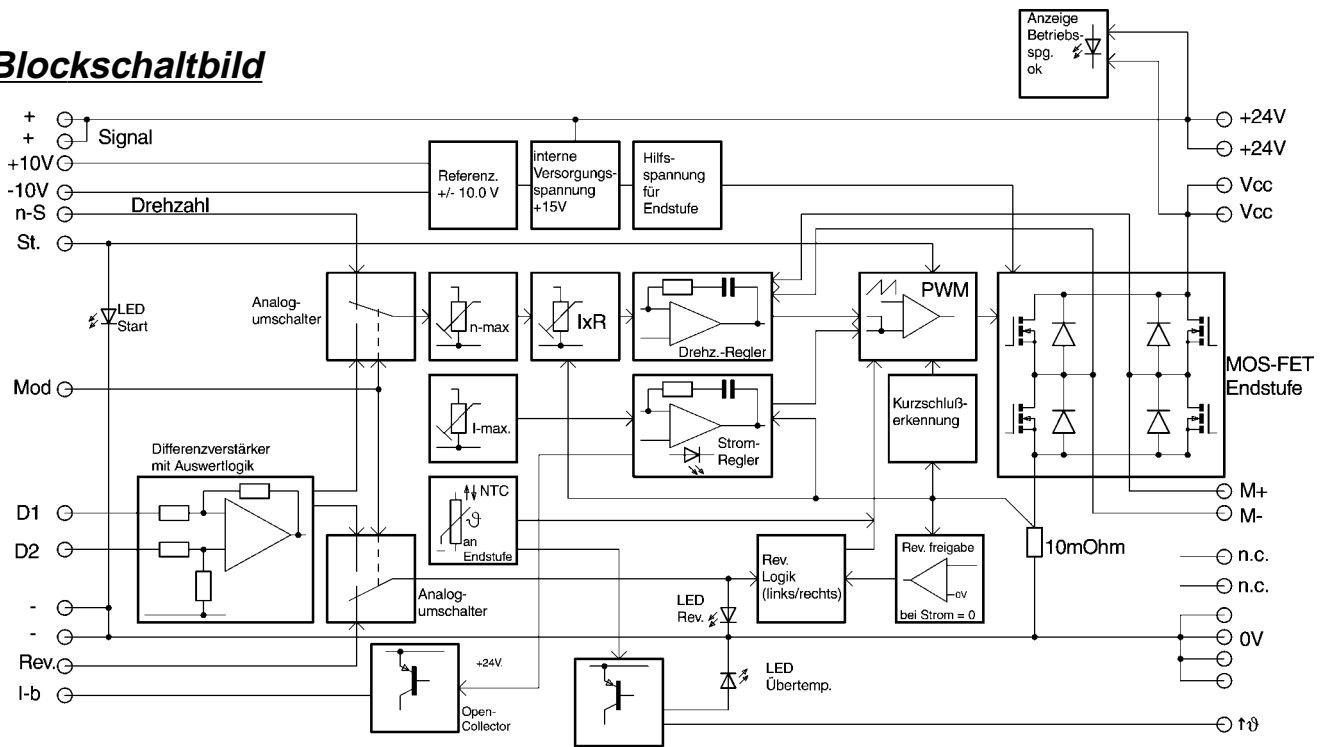 Blockschaltbild
Anzeige
Betriebs-
spg.
ok
+
+
Signal
+10V
-10V
n-S
Drehzahl
St.
LED
Start
Mod
Referenz.
+/- 10.0 V
interne
Versorgungs-
spannung
+15V
Hilfs-
spannung
für
Endstufe
+24V
+24V
Vcc
Vcc
Analog-
umschalter
n-max
IxR
Drehz.-Regler
PWM
MOS-FET
Endstufe
I-max.
Strom-
Regler
Kurzschluß-
erkennung
Differenzverstärker
mit Auswertlogik
D1
D2
NTC
ϑ
an
Endstufe
M+
M-
10mOhm
n.c.
n.c.
Rev.
Logik
(links/rechts)
Rev. freigabe
0V
bei Strom = 0
Analog-
umschalter
LED
Rev.
-
-
Rev.
I-b
+24V.
Open-
Collector
LED
Übertemp.
0V
↑ϑ